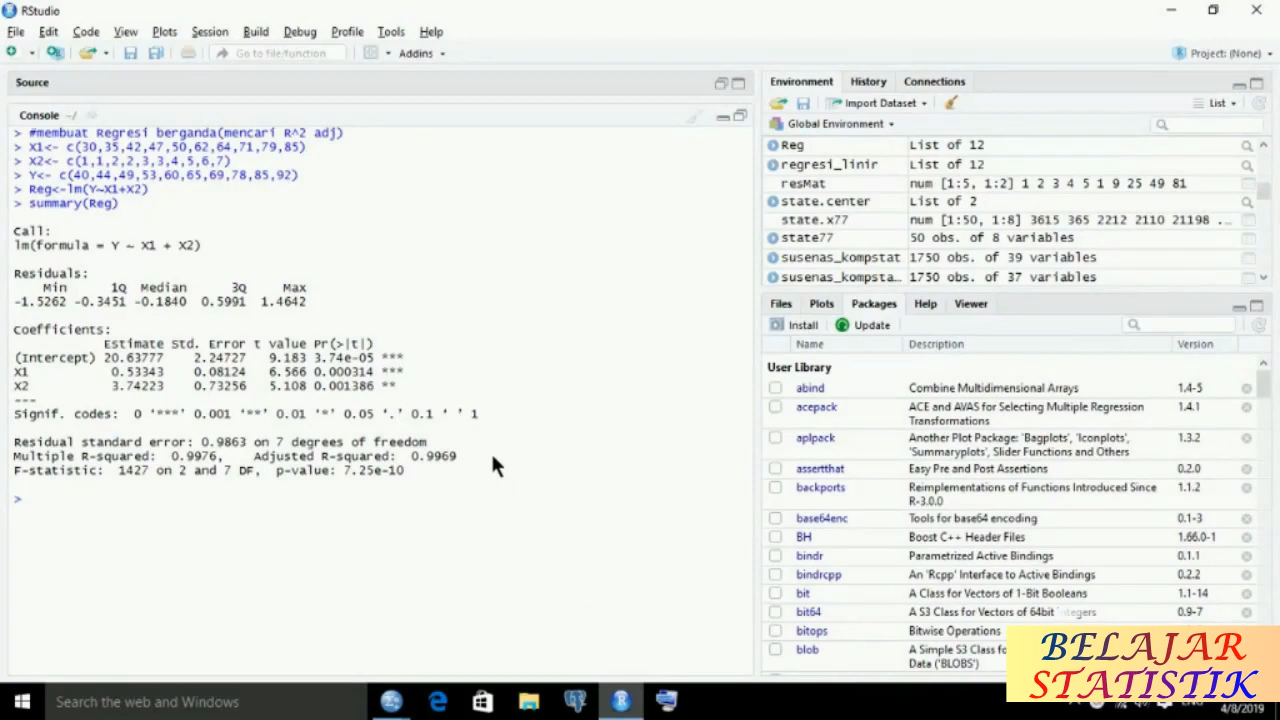 RStudio
File Edit Code View Plots Session Build Debug Profile Tools Help
Go to file/function Addins Project: (None)
Source
Console ~/
> #membuat Regresi berganda(mencari R^2 adj)
> X1<- c(30,35,42,47,50,62,64,71,79,85)
> X2<- c(1,1,2,2,3,3,4,5,6,7)
> Y<- c(40,44,49,53,60,65,69,78,85,92)
> Reg<-lm(Y~X1+X2)
> summary(Reg)
Call:
lm(formula = Y ~ X1 + X2)
Residuals:
Min 1Q Median 3Q Max
-1.5262 -0.3451 -0.1840 0.5991 1.4642
Coefficients:
Estimate Std. Error t value Pr(>|t|)
(Intercept) 20.63777 2.24727 9.183 3.74e-05 ***
X1 0.53343 0.08124 6.566 0.000314 ***
X2 3.74223 0.73256 5.108 0.001386 **
---
Signif. codes: 0 ‘***’ 0.001 ‘**’ 0.01 ‘*’ 0.05 ‘.’ 0.1 ‘ ’ 1
Residual standard error: 0.9863 on 7 degrees of freedom
Multiple R-squared: 0.9976, Adjusted R-squared: 0.9969
F-statistic: 1427 on 2 and 7 DF, p-value: 7.25e-10
>
Environment History Connections
Import Dataset List
Global Environment
Reg List of 12
regresi_linir List of 12
resMat num [1:5, 1:2] 1 2 3 4 5 1 9 25 49 81
state.center List of 2
state.x77 num [1:50, 1:8] 3615 365 2212 2110 21198 ...
state77 50 obs. of 8 variables
susenas_kompstat 1750 obs. of 39 variables
susenas_kompsta… 1750 obs. of 37 variables
Files Plots Packages Help Viewer
Install Update
Name Description Version
User Library
abind Combine Multidimensional Arrays 1.4-5
acepack ACE and AVAS for Selecting Multiple Regression 1.4.1
Transformations
aplpack Another Plot Package: 'Bagplots', 'Iconplots', 1.3.2
'Summaryplots', Slider Functions and Others
assertthat Easy Pre and Post Assertions 0.2.0
backports Reimplementations of Functions Introduced Since 1.1.2
R-3.0.0
base64enc Tools for base64 encoding 0.1-3
BH Boost C++ Header Files 1.66.0-1
bindr Parametrized Active Bindings 0.1.1
bindrcpp An 'Rcpp' Interface to Active Bindings 0.2.2
bit A Class for Vectors of 1-Bit Booleans 1.1-14
bit64 A S3 Class for Vectors of 64bit Integers 0.9-7
bitops Bitwise Operations
blob A Simple S3 Class fo
Data ('BLOBS')
BELAJAR
STATISTIK
Search the web and Windows
4/8/2019